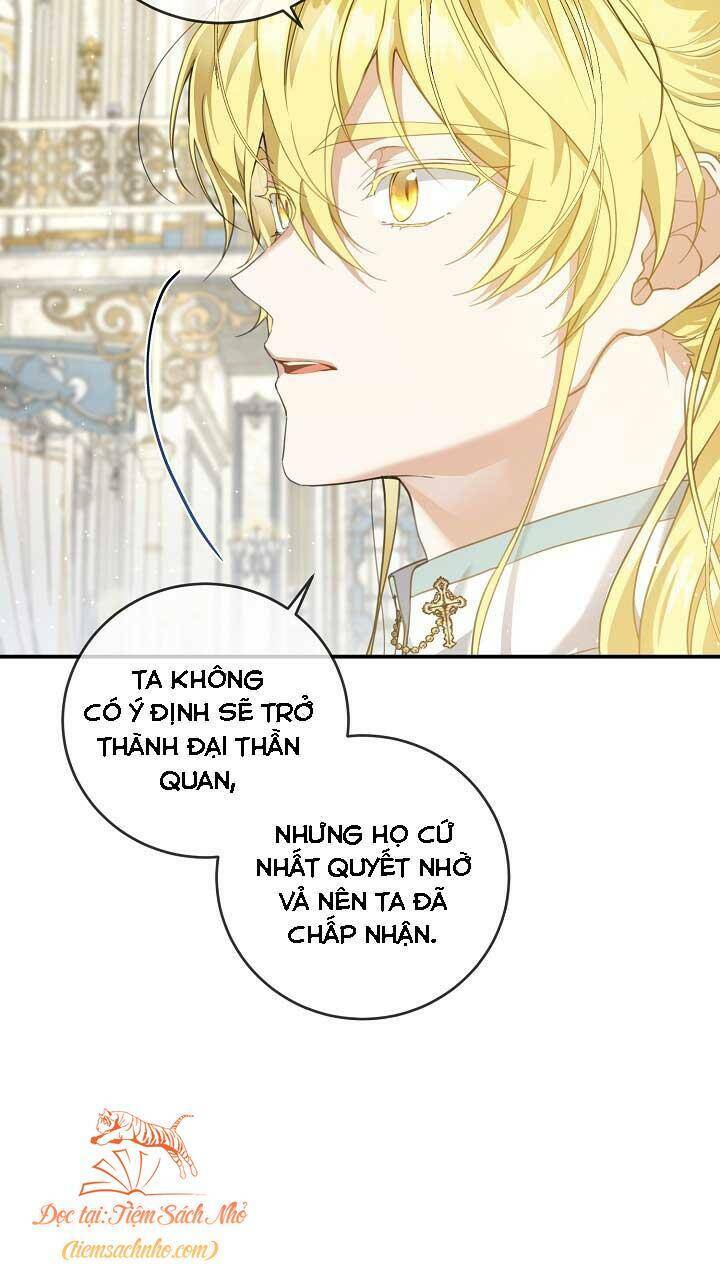 TA KHÔNG
CÓ Ý ĐỊNH SẼ TRỞ
THÀNH ĐẠI THẦN
QUAN,
NHƯNG HỌ CỨ
NHẤT QUYẾT NHỜ
VẢ NÊN TA ĐÃ
CHẤP NHẬN.
Đọc tại: Tiệm Sách Nhỏ
(tiemsachnho.com)